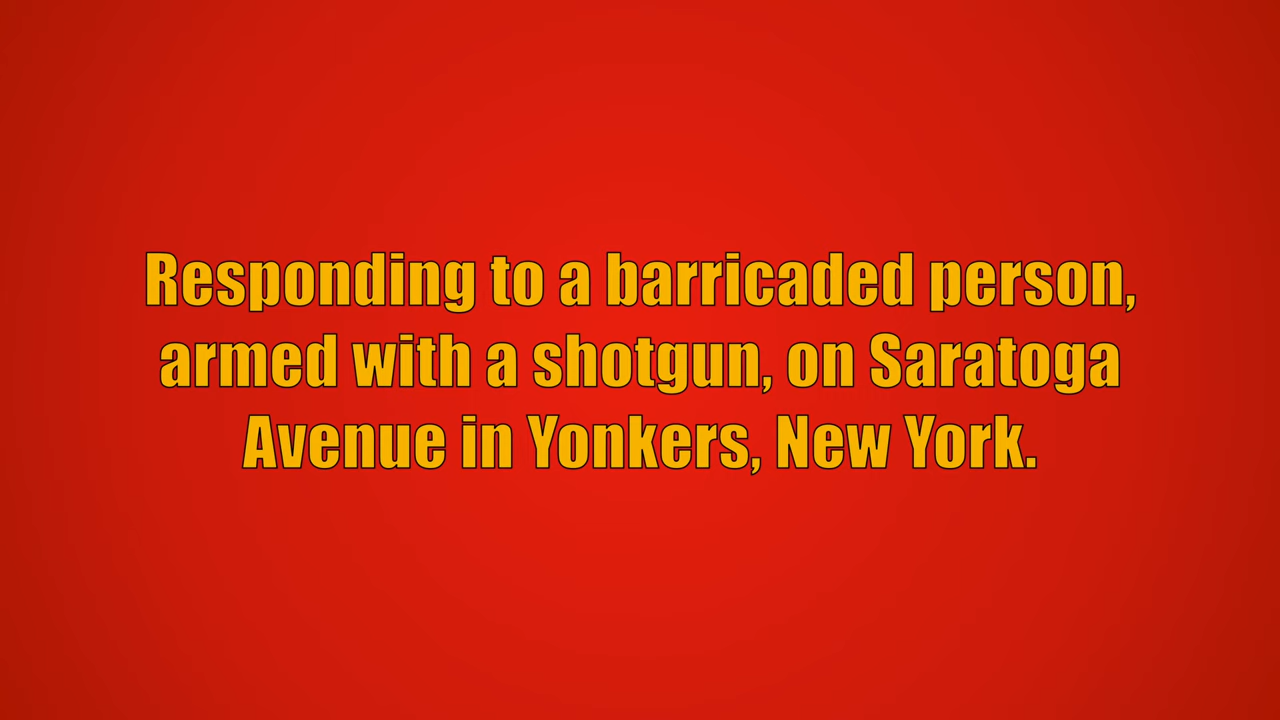 Responding to a barricaded person,
armed with a shotgun, on Saratoga
Avenue in Yonkers, New York.